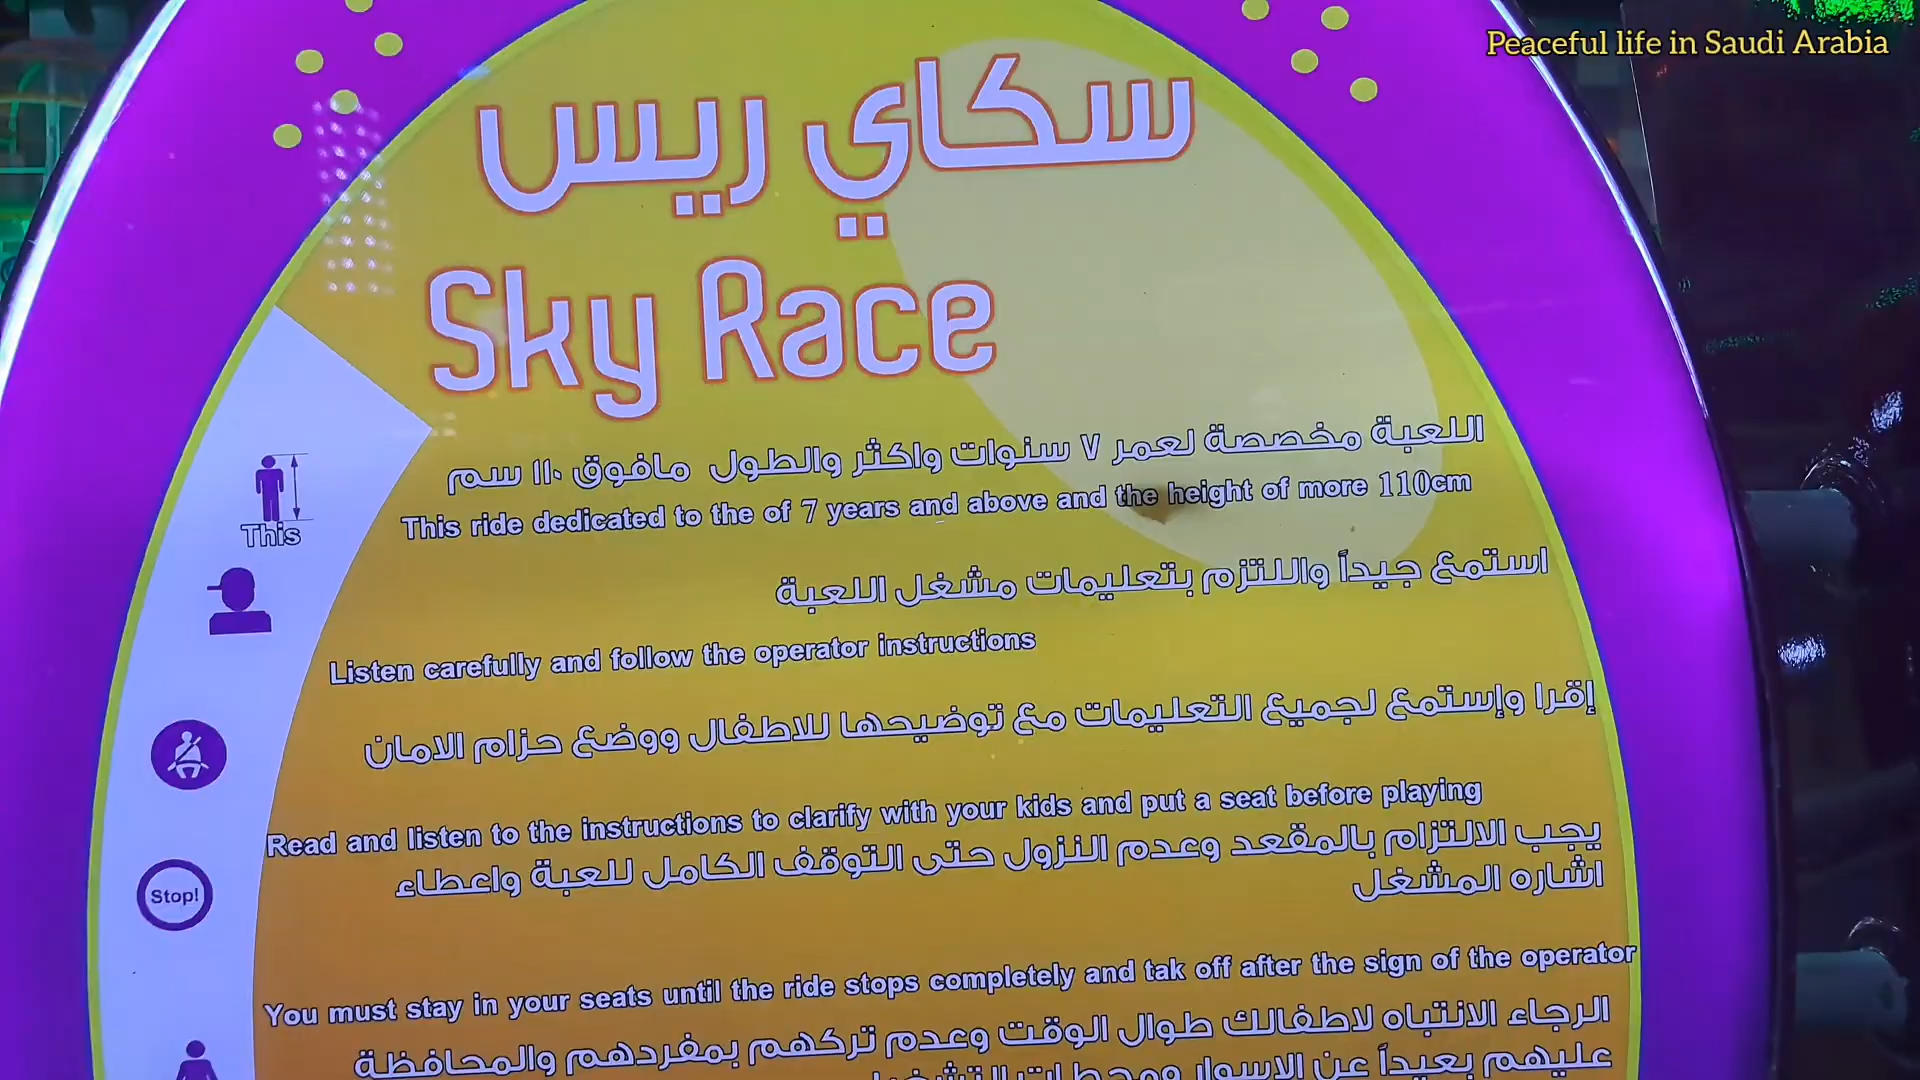 Peaceful life in Saudi Arabia
سكاي ريس
Sky Race
اللعبة مخصصة لعمر ٧ سنوات واكثر والطول مافوق ١١٠ سم
This ride dedicated to the of 7 years and above and the height of more 110cm
This
استمع جيداً واللتزم بتعليمات مشغل اللعبة
Listen carefully and follow the operator instructions
إقرا وإستمع لجميع التعليمات مع توضيحها للاطفال ووضع حزام الامان
Read and listen to the instructions to clarify with your kids and put a seat before playing
يجب الالتزام بالمقعد وعدم النزول حتى التوقف الكامل للعبة واعطاء
اشاره المشغل
Stop!
You must stay in your seats until the ride stops completely and tak off after the sign of the operator
الرجاء الانتباه لاطفالك طوال الوقت وعدم تركهم بمفردهم والمحافظة
عليهم بعيداً عن الاسوار